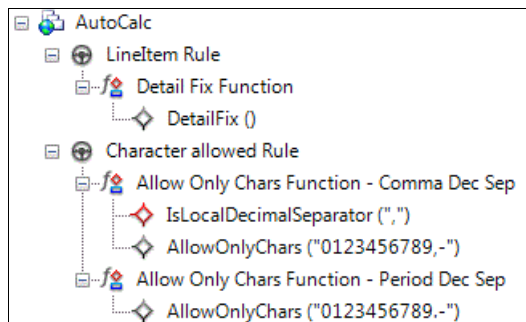 AutoCalc
LineItem Rule
Detail Fix Function
DetailFix ()
Character allowed Rule
Allow Only Chars Function - Comma Dec Sep
IsLocalDecimalSeparator (",")
AllowOnlyChars ("0123456789,-")
Allow Only Chars Function - Period Dec Sep
AllowOnlyChars ("0123456789.-")